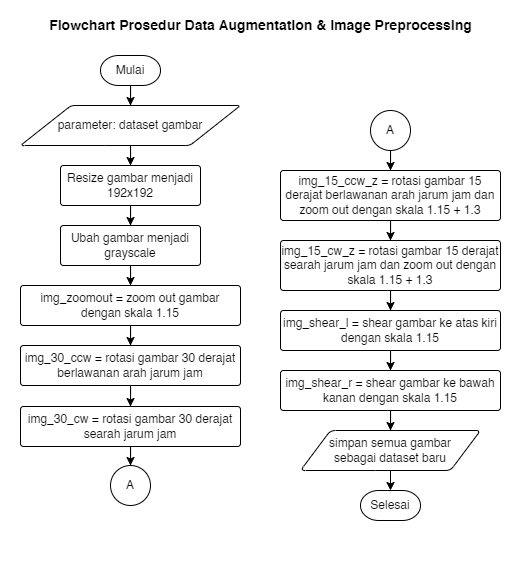 Flowchart Prosedur Data Augmentation & Image Preprocessing
Mulai
parameter: dataset gambar
Resize gambar menjadi
192x192
Ubah gambar menjadi
grayscale
img_zoomout = zoom out gambar
dengan skala 1.15
img_30_ccw = rotasi gambar 30 derajat
berlawanan arah jarum jam
img_30_cw = rotasi gambar 30 derajat
searah jarum jam
A
A
img_15_ccw_z = rotasi gambar 15
derajat berlawanan arah jarum jam dan
zoom out dengan skala 1.15 + 1.3
img_15_cw_z = rotasi gambar 15 derajat
searah jarum jam dan zoom out dengan
skala 1.15 + 1.3
img_shear_l = shear gambar ke atas kiri
dengan skala 1.15
img_shear_r = shear gambar ke bawah
kanan dengan skala 1.15
simpan semua gambar
sebagai dataset baru
Selesai